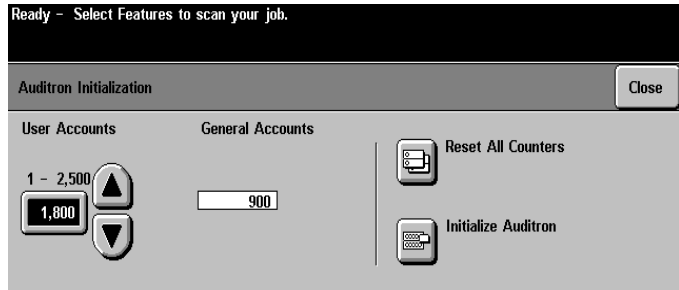 Ready - Select Features to scan your job.
Auditron Initialization
Close
User Accounts
General Accounts
1 - 2,500
1,800
900
Reset All Counters
Initialize Auditron